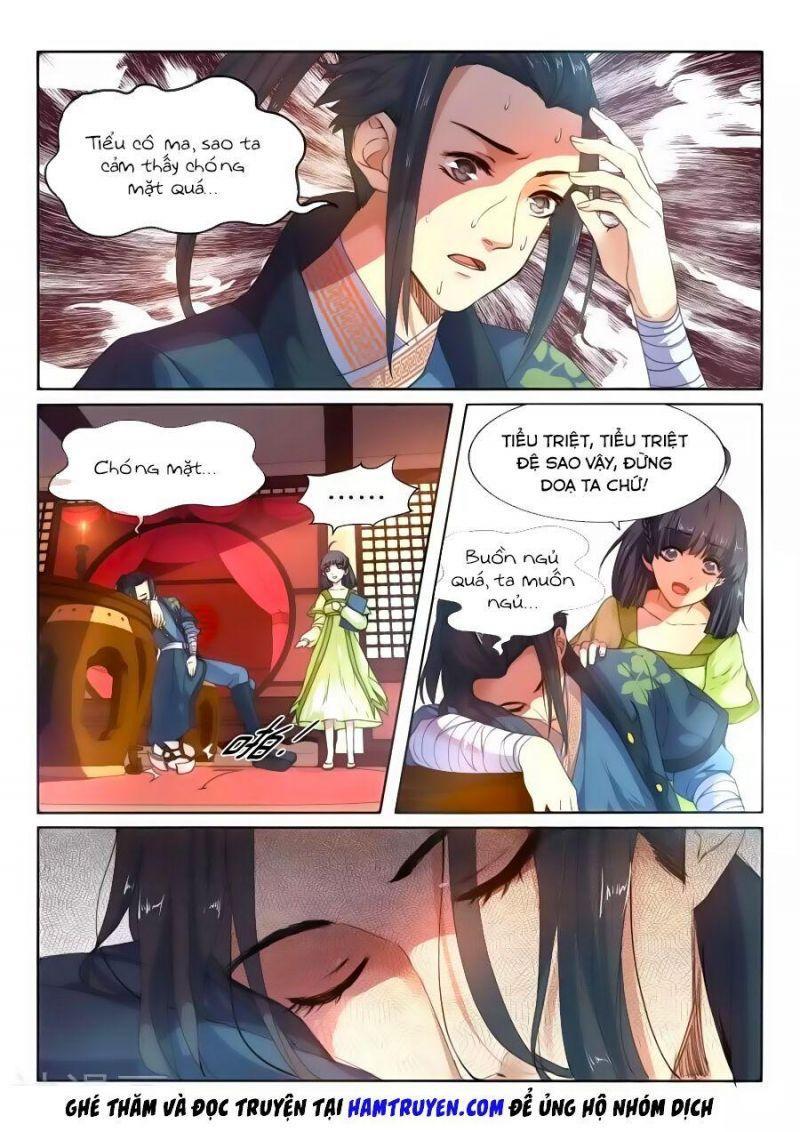 Tiểu cô ma, sao ta
cảm thấy chóng
mặt quá...
Chóng mặt...
......
啪!
TIỂU TRIỆT, TIỂU TRIỆT
ĐỆ SAO VẬY, ĐỪNG
DOẠ TA CHỨ!
Buồn ngủ
quá, ta muốn
ngủ...
GHÉ THĂM VÀ ĐỌC TRUYỆN TẠI HAMTRUYEN.COM ĐỂ ỦNG HỘ NHÓM DỊCH